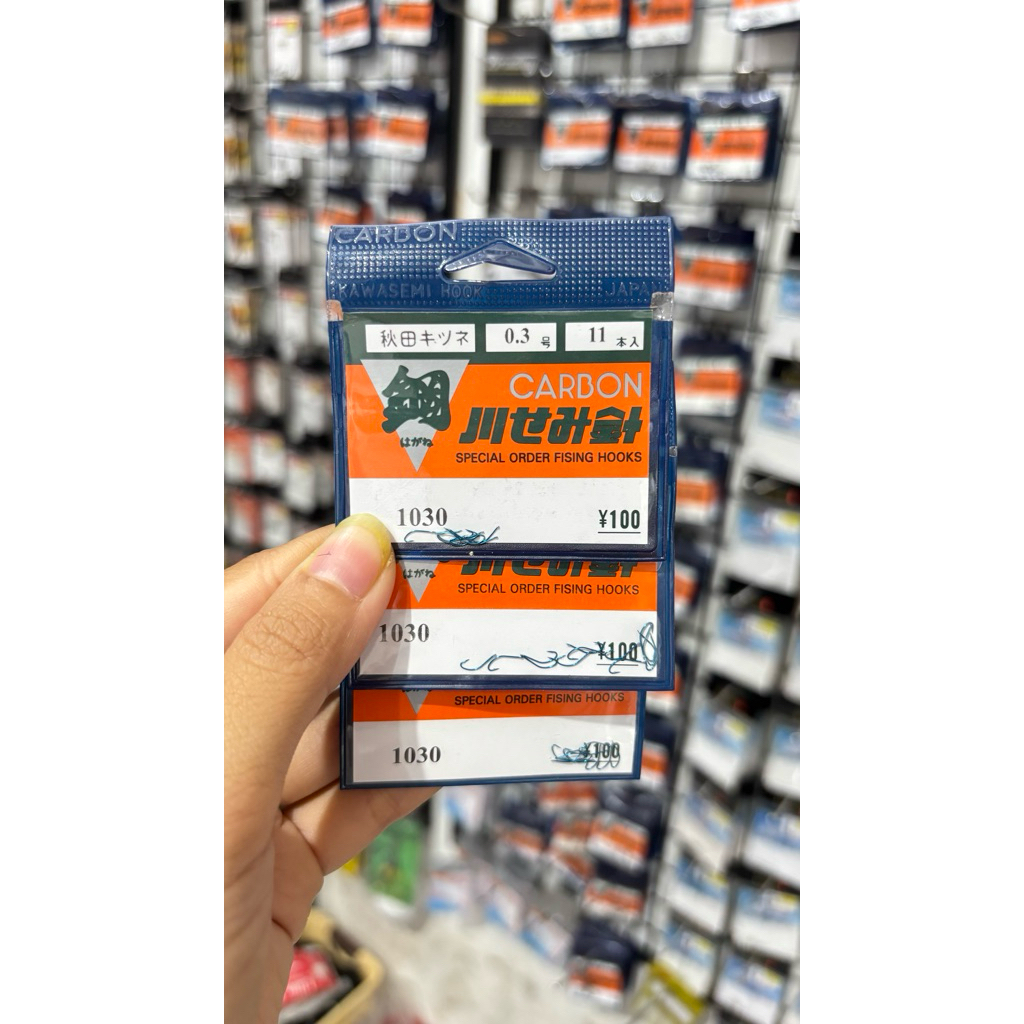 CARBON
KAWASEMI HOOK JAPA
秋田キツネ 0.3 号 11 本入
鋼 CARBON
はがね 川せみ針
SPECIAL ORDER FISING HOOKS
1030 ¥100
はがね
SPECIAL ORDER FISING HOOKS
1030 ¥100
SPECIAL ORDER FISING HOOKS
1030 ¥100